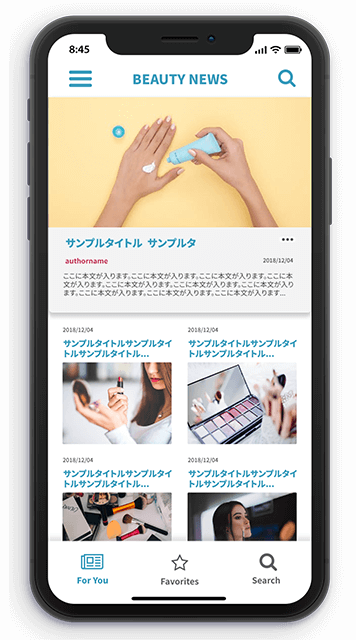 8:45
BEAUTY NEWS
サンプルタイトル サンプルタ
authorname
2018/12/04
ここに本文が入ります。ここに本文が入ります。ここに本文が入ります。ここに本
文が入ります。ここに本文が入ります。ここに本文が入ります。ここに本文が入り
ます。ここに本文が入ります。ここに本文が入ります。ここに本文が入ります...
2018/12/04
サンプルタイトルサンプルタイ
トルサンプルタイトル...
2018/12/04
サンプルタイトルサンプルタイ
トルサンプルタイトル...
2018/12/04
サンプルタイトルサンプルタイ
トルサンプルタイトル...
2018/12/04
サンプルタイトルサンプルタイ
トルサンプルタイトル...
For You
Favorites
Search